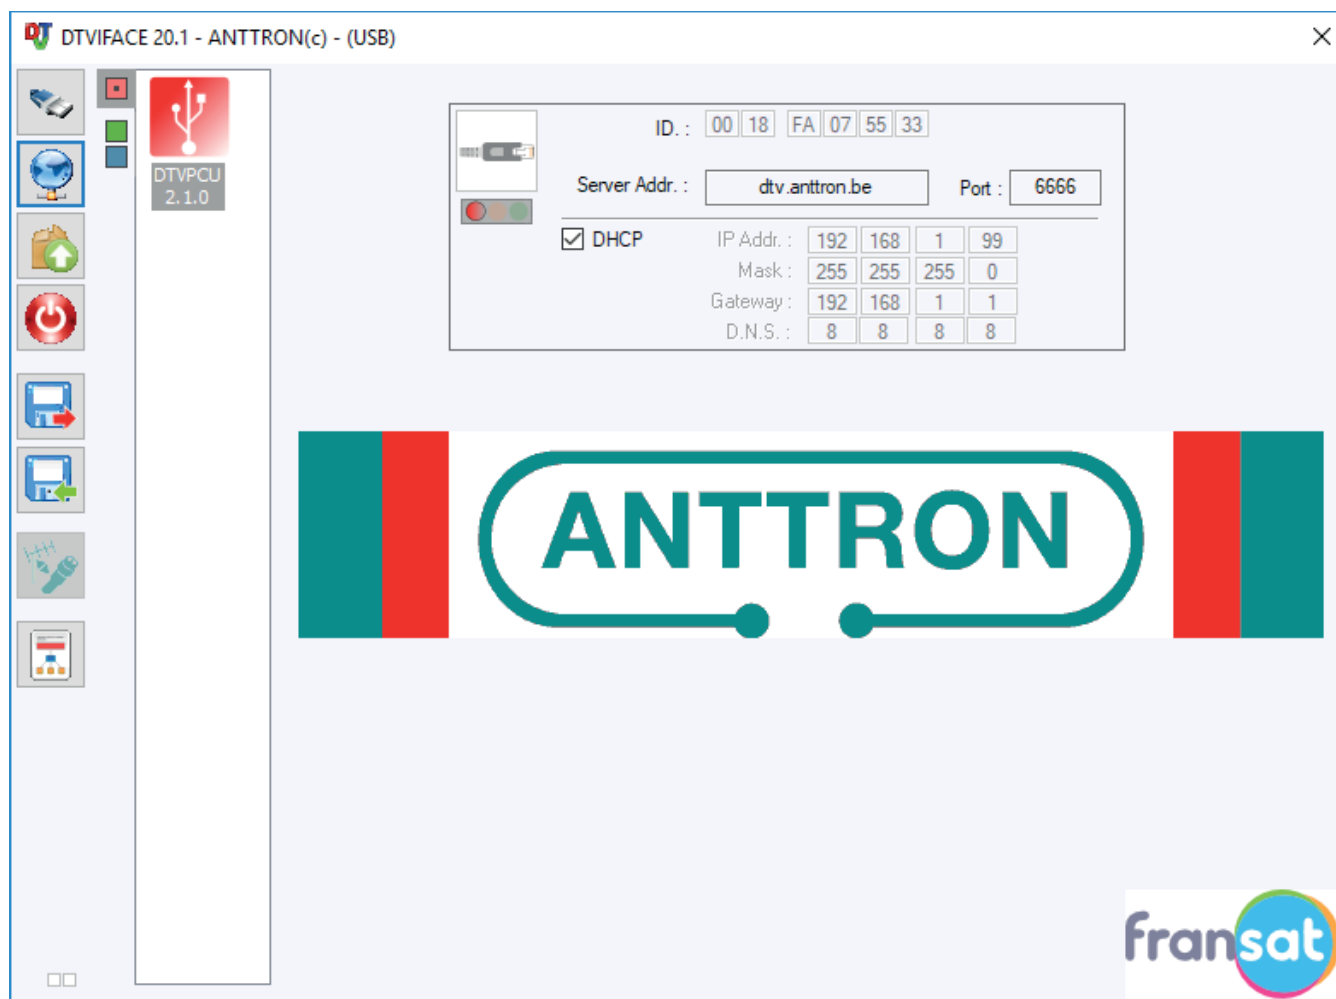 DTVIFACE 20.1 - ANTTRON(c) - (USB)
DTVPCU
2.1.0
ID. : 00 18 FA 07 55 33
Server Addr. : dtv.anttron.be Port : 6666
DHCP IP Addr. : 192 168 1 99
Mask : 255 255 255 0
Gateway : 192 168 1 1
D.N.S. : 8 8 8 8
ANTTRON
fransat